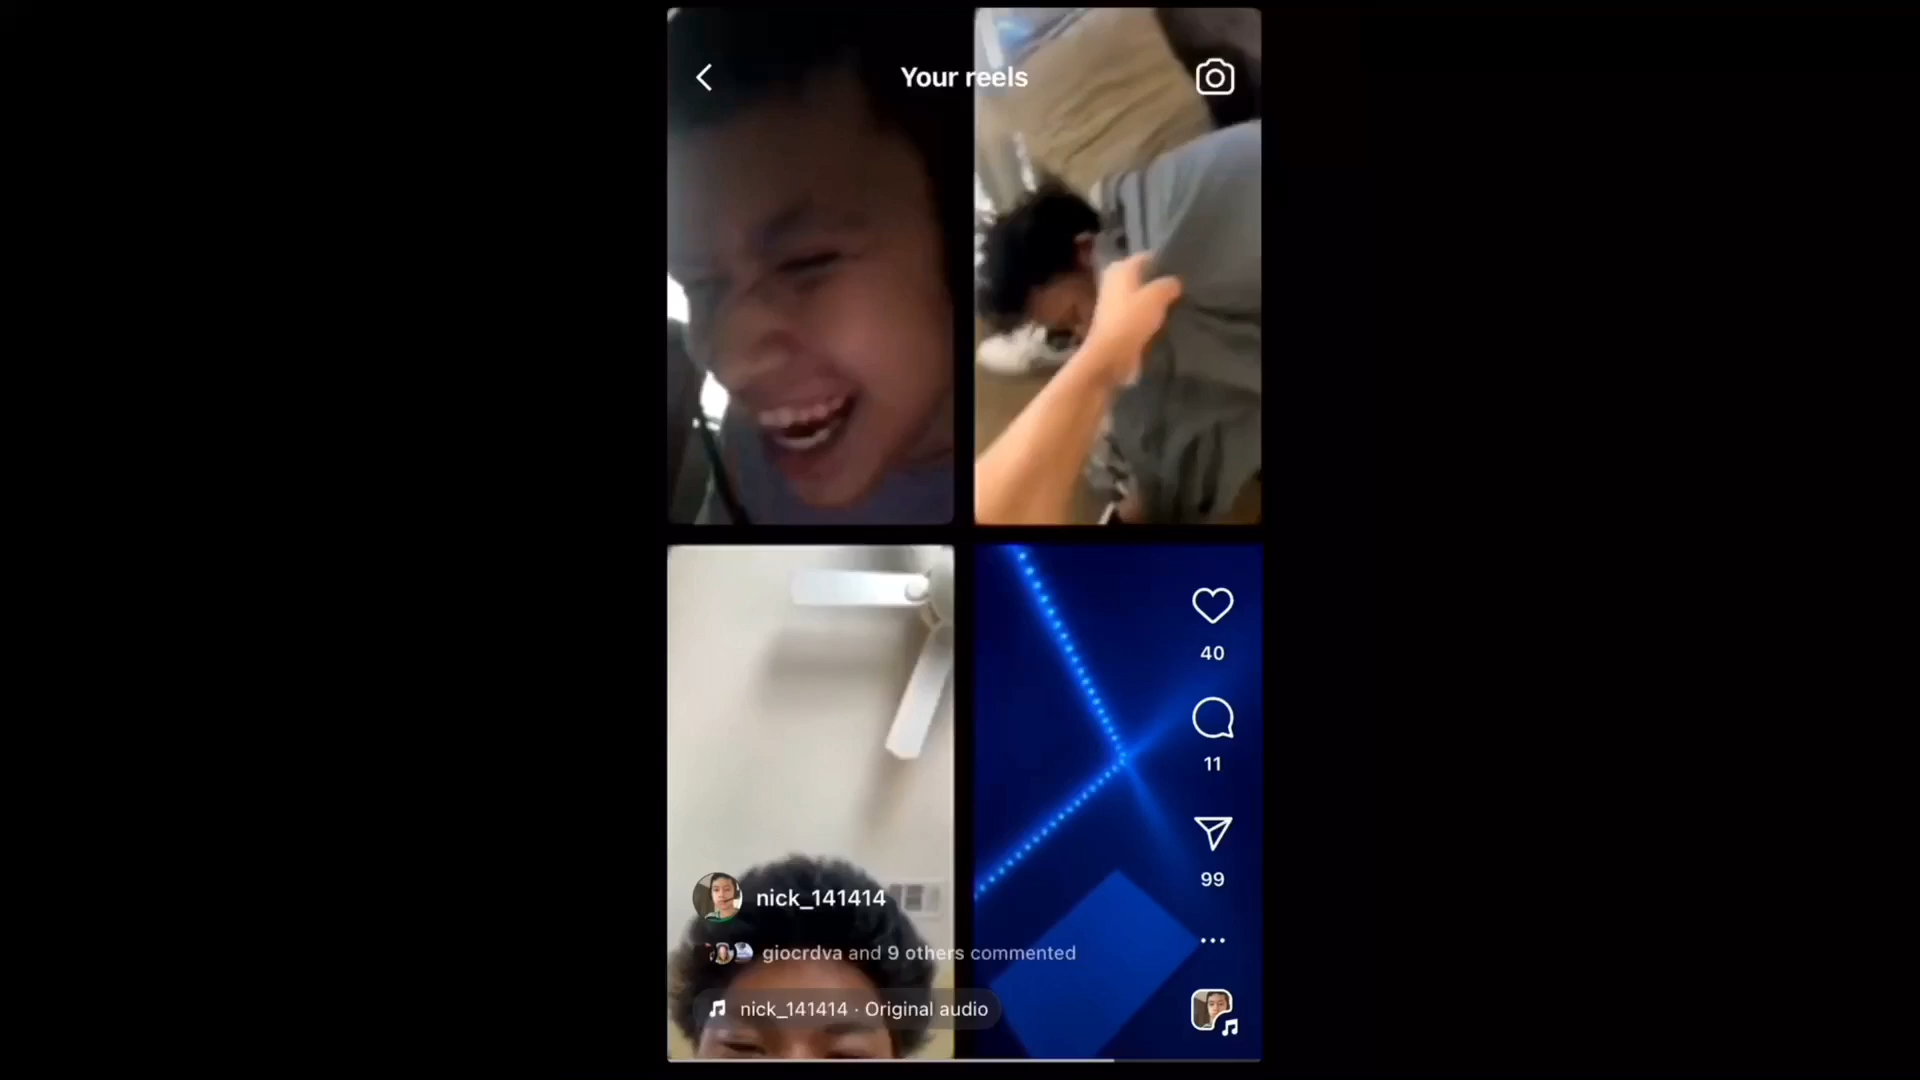 Your reels
40
11
99
nick_141414
giocrdva and 9 others commented
nick_141414 · Original audio